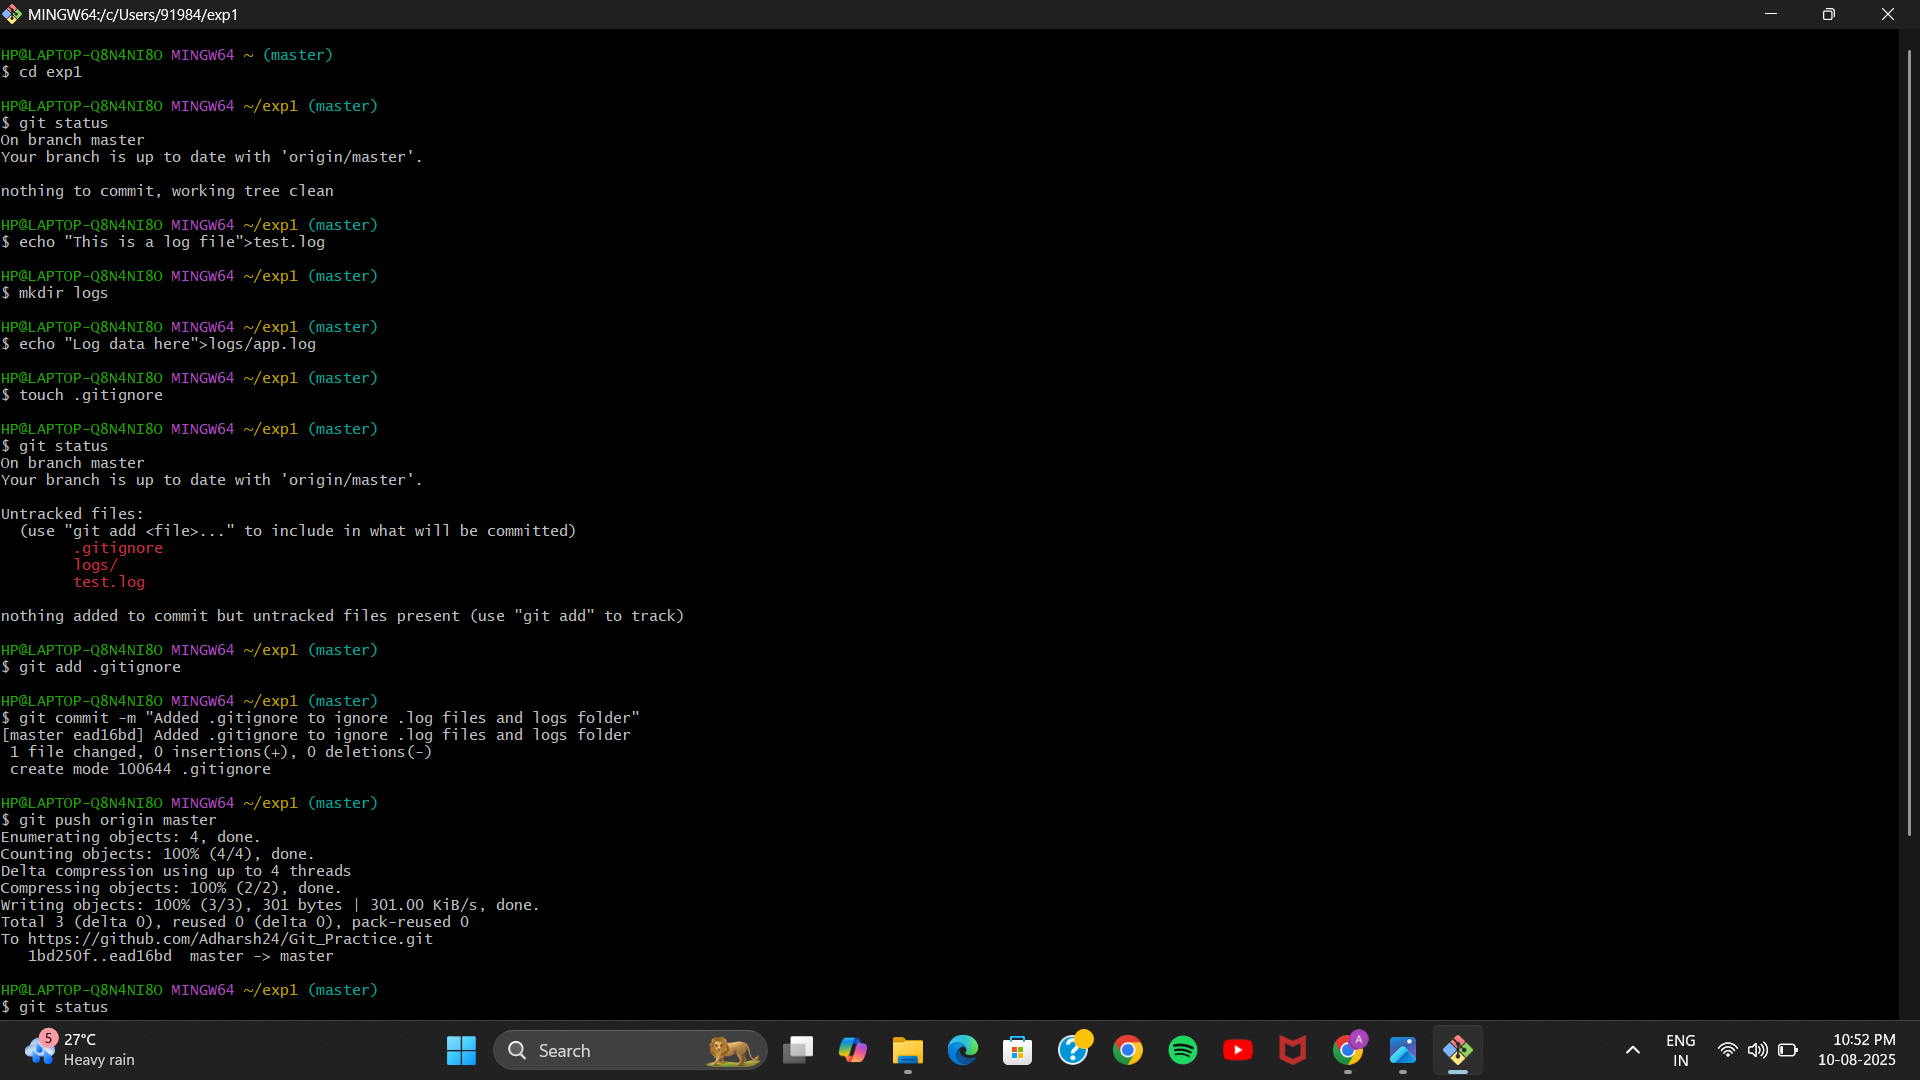 MINGW64:/c/Users/91984/exp1
HP@LAPTOP-Q8N4NI8O MINGW64 ~ (master)
$ cd exp1
HP@LAPTOP-Q8N4NI8O MINGW64 ~/exp1 (master)
$ git status
On branch master
Your branch is up to date with 'origin/master'.
nothing to commit, working tree clean
HP@LAPTOP-Q8N4NI8O MINGW64 ~/exp1 (master)
$ echo "This is a log file">test.log
HP@LAPTOP-Q8N4NI8O MINGW64 ~/exp1 (master)
$ mkdir logs
HP@LAPTOP-Q8N4NI8O MINGW64 ~/exp1 (master)
$ echo "Log data here">logs/app.log
HP@LAPTOP-Q8N4NI8O MINGW64 ~/exp1 (master)
$ touch .gitignore
HP@LAPTOP-Q8N4NI8O MINGW64 ~/exp1 (master)
$ git status
On branch master
Your branch is up to date with 'origin/master'.
Untracked files:
  (use "git add <file>..." to include in what will be committed)
        .gitignore
        logs/
        test.log
nothing added to commit but untracked files present (use "git add" to track)
HP@LAPTOP-Q8N4NI8O MINGW64 ~/exp1 (master)
$ git add .gitignore
HP@LAPTOP-Q8N4NI8O MINGW64 ~/exp1 (master)
$ git commit -m "Added .gitignore to ignore .log files and logs folder"
[master ead16bd] Added .gitignore to ignore .log files and logs folder
 1 file changed, 0 insertions(+), 0 deletions(-)
 create mode 100644 .gitignore
HP@LAPTOP-Q8N4NI8O MINGW64 ~/exp1 (master)
$ git push origin master
Enumerating objects: 4, done.
Counting objects: 100% (4/4), done.
Delta compression using up to 4 threads
Compressing objects: 100% (2/2), done.
Writing objects: 100% (3/3), 301 bytes | 301.00 KiB/s, done.
Total 3 (delta 0), reused 0 (delta 0), pack-reused 0
To https://github.com/Adharsh24/Git_Practice.git
   1bd250f..ead16bd  master -> master
HP@LAPTOP-Q8N4NI8O MINGW64 ~/exp1 (master)
$ git status
5
27°C
Heavy rain
Search
A
ENG
IN
10:52 PM
10-08-2025